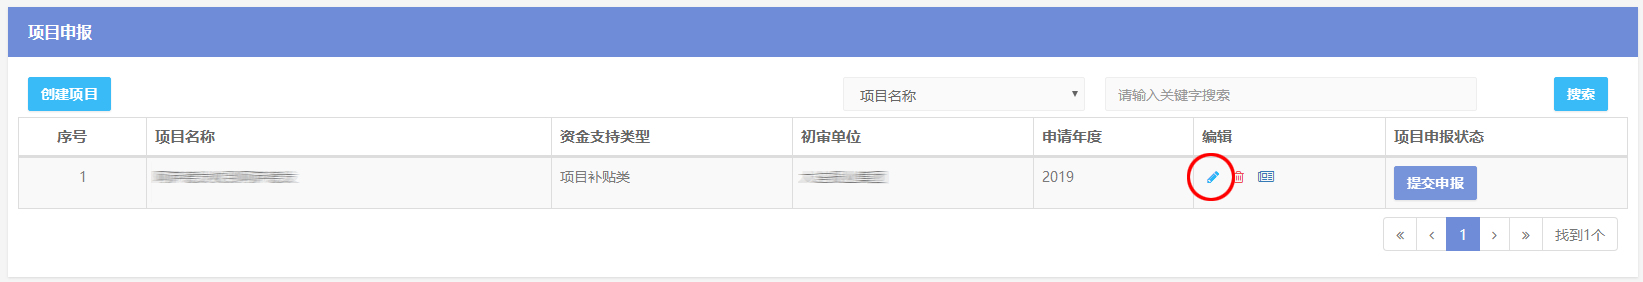 项目申报
创建项目 项目名称 请输入关键字搜索 搜索
序号 项目名称 资金支持类型 初审单位 申请年度 编辑 项目申报状态
1 项目补贴类 2019 提交申报
« ‹ 1 › » 找到1个